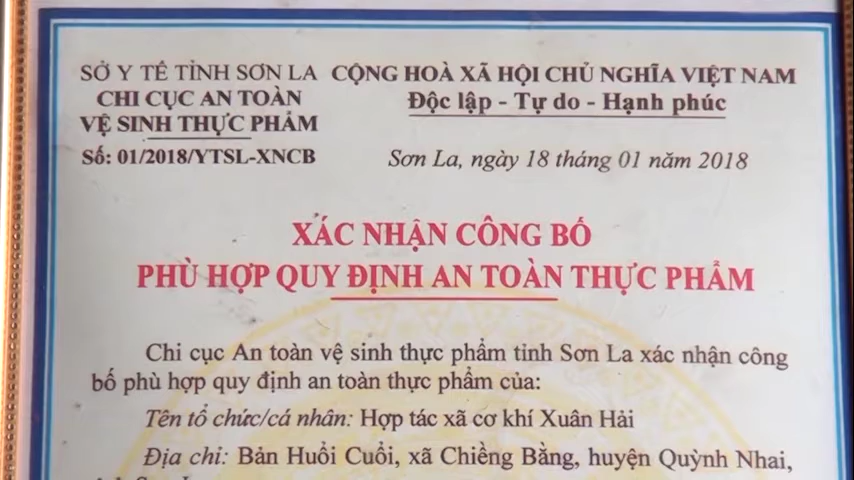 SỞ Y TẾ TỈNH SƠN LA
CHI CỤC AN TOÀN
VỆ SINH THỰC PHẨM
Số: 01/2018/YTSL-XNCB
CỘNG HOÀ XÃ HỘI CHỦ NGHĨA VIỆT NAM
Độc lập - Tự do - Hạnh phúc
Sơn La, ngày 18 tháng 01 năm 2018
XÁC NHẬN CÔNG BỐ
PHÙ HỢP QUY ĐỊNH AN TOÀN THỰC PHẨM
Chi cục An toàn vệ sinh thực phẩm tỉnh Sơn La xác nhận công
bố phù hợp quy định an toàn thực phẩm của:
Tên tổ chức/cá nhân: Hợp tác xã cơ khí Xuân Hải
Địa chỉ: Bản Huổi Cuổi, xã Chiềng Bằng, huyện Quỳnh Nhai,